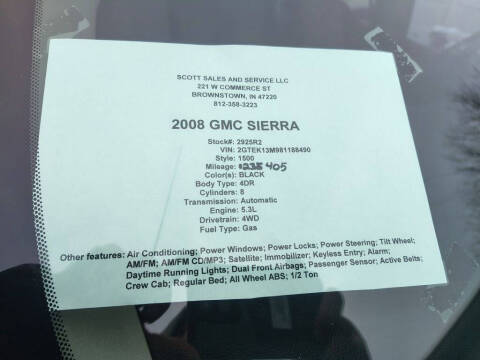 SCOTT SALES AND SERVICE LLC
221 W COMMERCE ST
BROWNSTOWN, IN 47220
812-358-3223
2008 GMC SIERRA
Stock#: 2925R2
VIN: 2GTEK13M981188490
Style: 1500
Mileage: 235405
Color(s): BLACK
Body Type: 4DR
Cylinders: 8
Transmission: Automatic
Engine: 5.3L
Drivetrain: 4WD
Fuel Type: Gas
Other features: Air Conditioning; Power Windows; Power Locks; Power Steering; Tilt Wheel;
AM/FM; AM/FM CD/MP3; Satellite; Immobilizer; Keyless Entry; Alarm;
Daytime Running Lights; Dual Front Airbags; Passenger Sensor; Active Belts;
Crew Cab; Regular Bed; All Wheel ABS; 1/2 Ton